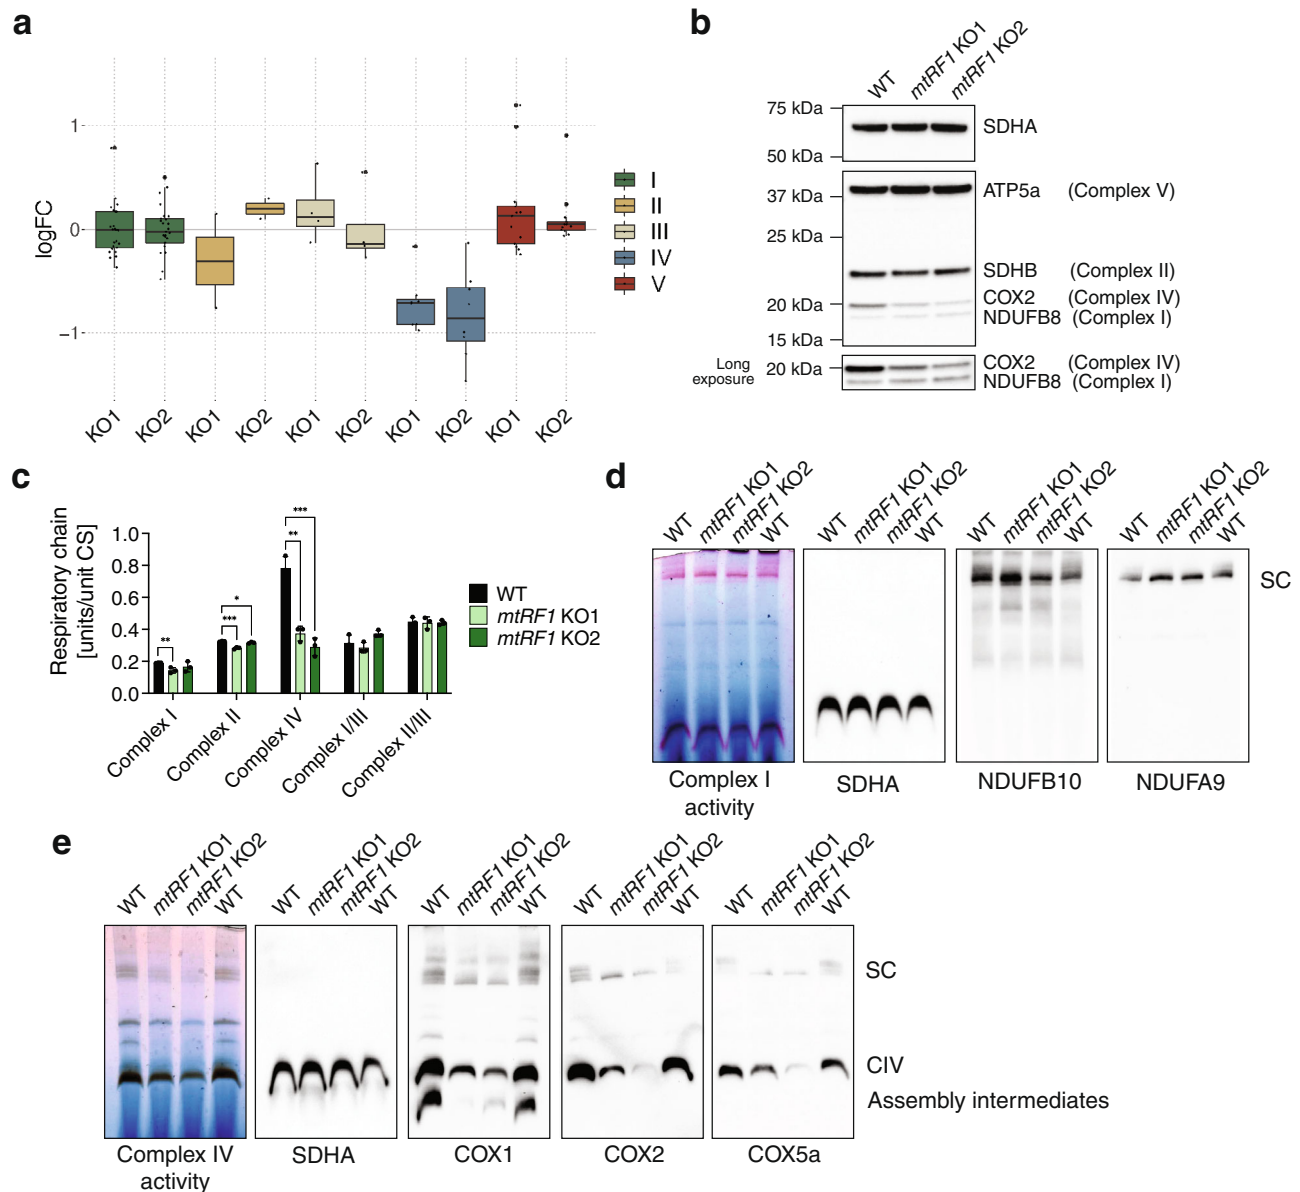 a
logFC
1
0
−1
KO1 KO2 KO1 KO2 KO1 KO2 KO1 KO2 KO1 KO2
I
II
III
IV
V
b
WT mtRF1 KO1 mtRF1 KO2
75 kDa
SDHA
50 kDa
37 kDa
ATP5a (Complex V)
25 kDa
SDHB (Complex II)
20 kDa
COX2 (Complex IV)
NDUFB8 (Complex I)
15 kDa
Long
exposure
20 kDa
COX2 (Complex IV)
NDUFB8 (Complex I)
c
Respiratory chain
[units/unit CS]
1.0
0.8
0.6
0.4
0.2
0.0
** *** * *** **
WT
mtRF1 KO1
mtRF1 KO2
Complex I Complex II Complex IV Complex I/III Complex II/III
d
WT mtRF1 KO1 mtRF1 KO2 WT
WT mtRF1 KO1 mtRF1 KO2 WT
WT mtRF1 KO1 mtRF1 KO2 WT
WT mtRF1 KO1 mtRF1 KO2 WT
SC
Complex I
activity
SDHA
NDUFB10
NDUFA9
e
WT mtRF1 KO1 mtRF1 KO2 WT
WT mtRF1 KO1 mtRF1 KO2 WT
WT mtRF1 KO1 mtRF1 KO2 WT
WT mtRF1 KO1 mtRF1 KO2 WT
WT mtRF1 KO1 mtRF1 KO2 WT
SC
CIV
Assembly intermediates
Complex IV
activity
SDHA
COX1
COX2
COX5a